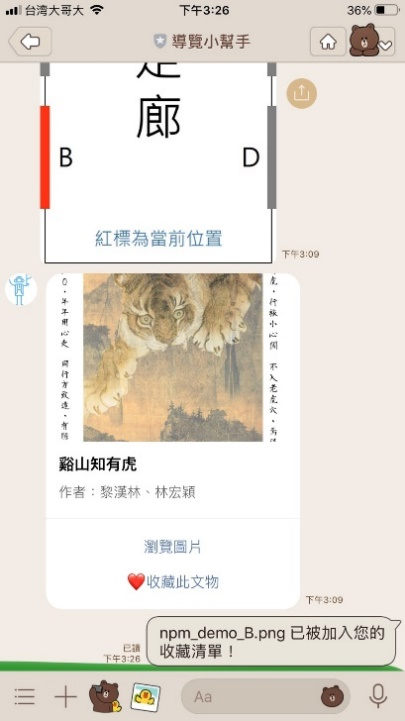 台湾大哥大
下午3:26
36%
導覽小幫手
走
廊
B
D
紅標為當前位置
下午3:09
谿山知有虎
作者：黎漢林、林宏穎
瀏覽圖片
❤️收藏此文物
下午3:09
npm_demo_B.png 已被加入您的
收藏清單！
已讀
下午3:26
Aa